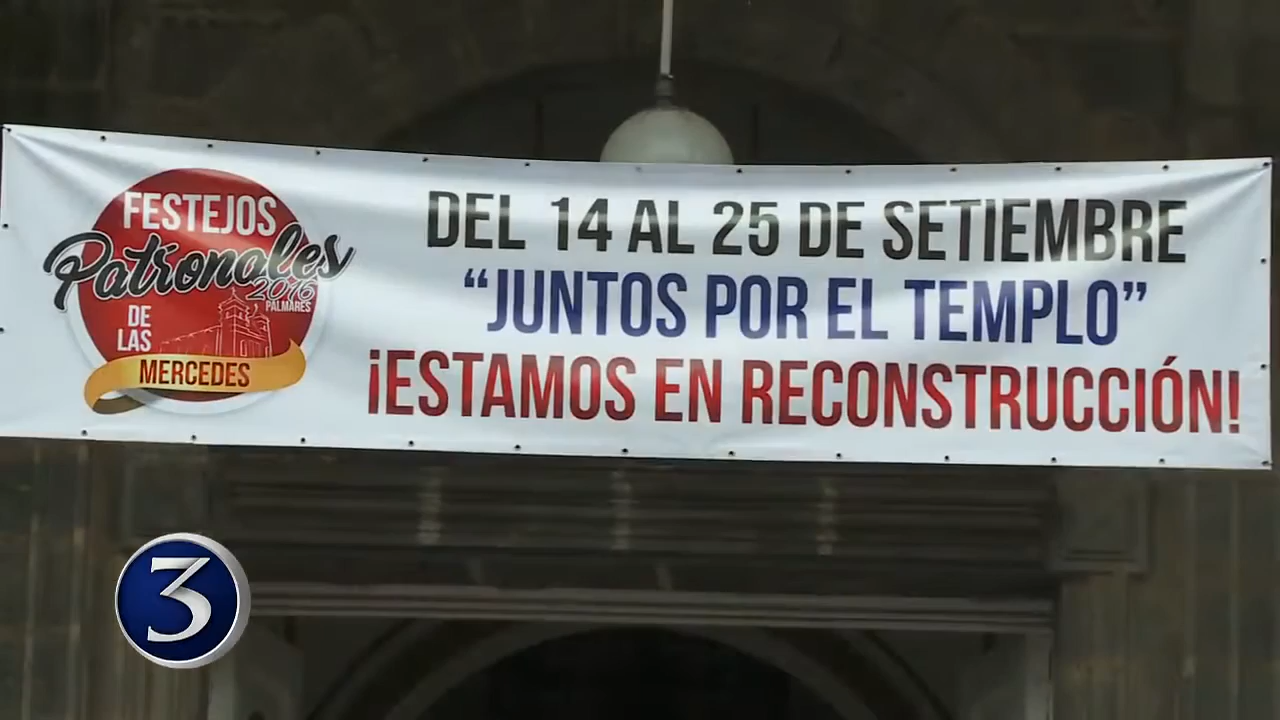 FESTEJOS
Patronales
2016
PALMARES
DE
LAS
MERCEDES
DEL 14 AL 25 DE SETIEMBRE
“JUNTOS POR EL TEMPLO”
¡ESTAMOS EN RECONSTRUCCIÓN!
3